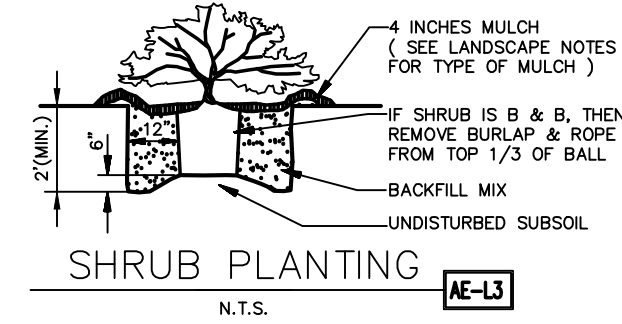 4 INCHES MULCH
( SEE LANDSCAPE NOTES
FOR TYPE OF MULCH )
IF SHRUB IS B & B, THEN
REMOVE BURLAP & ROPE
FROM TOP 1/3 OF BALL
BACKFILL MIX
UNDISTURBED SUBSOIL
12"
6"
2'(MIN.)
SHRUB PLANTING
AE-L3
N.T.S.